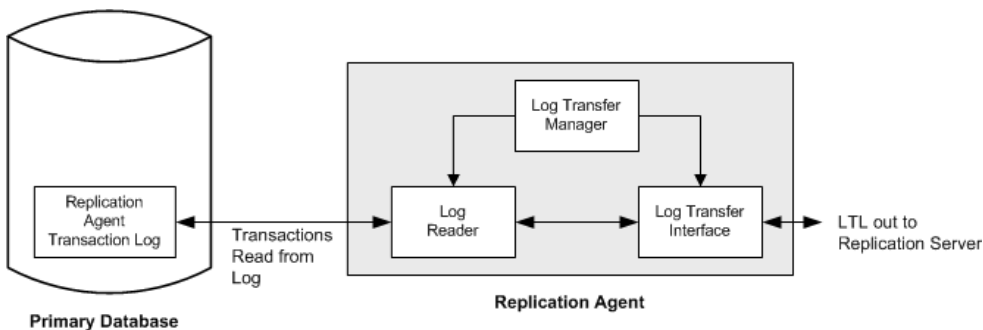 Log Transfer
Manager
Replication
Agent
Transaction Log
Transactions
Read from
Log
Log
Reader
Log Transfer
Interface
LTL out to
Replication Server
Replication Agent
Primary Database